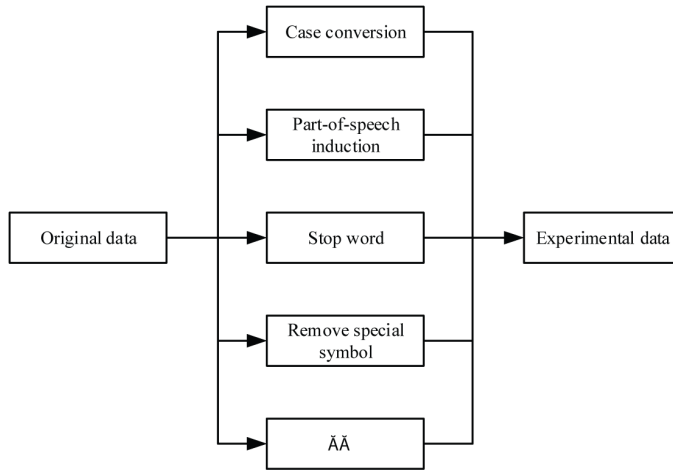 Case conversion
Part-of-speech
induction
Original data
Stop word
Experimental data
Remove special
symbol
ĂĂ